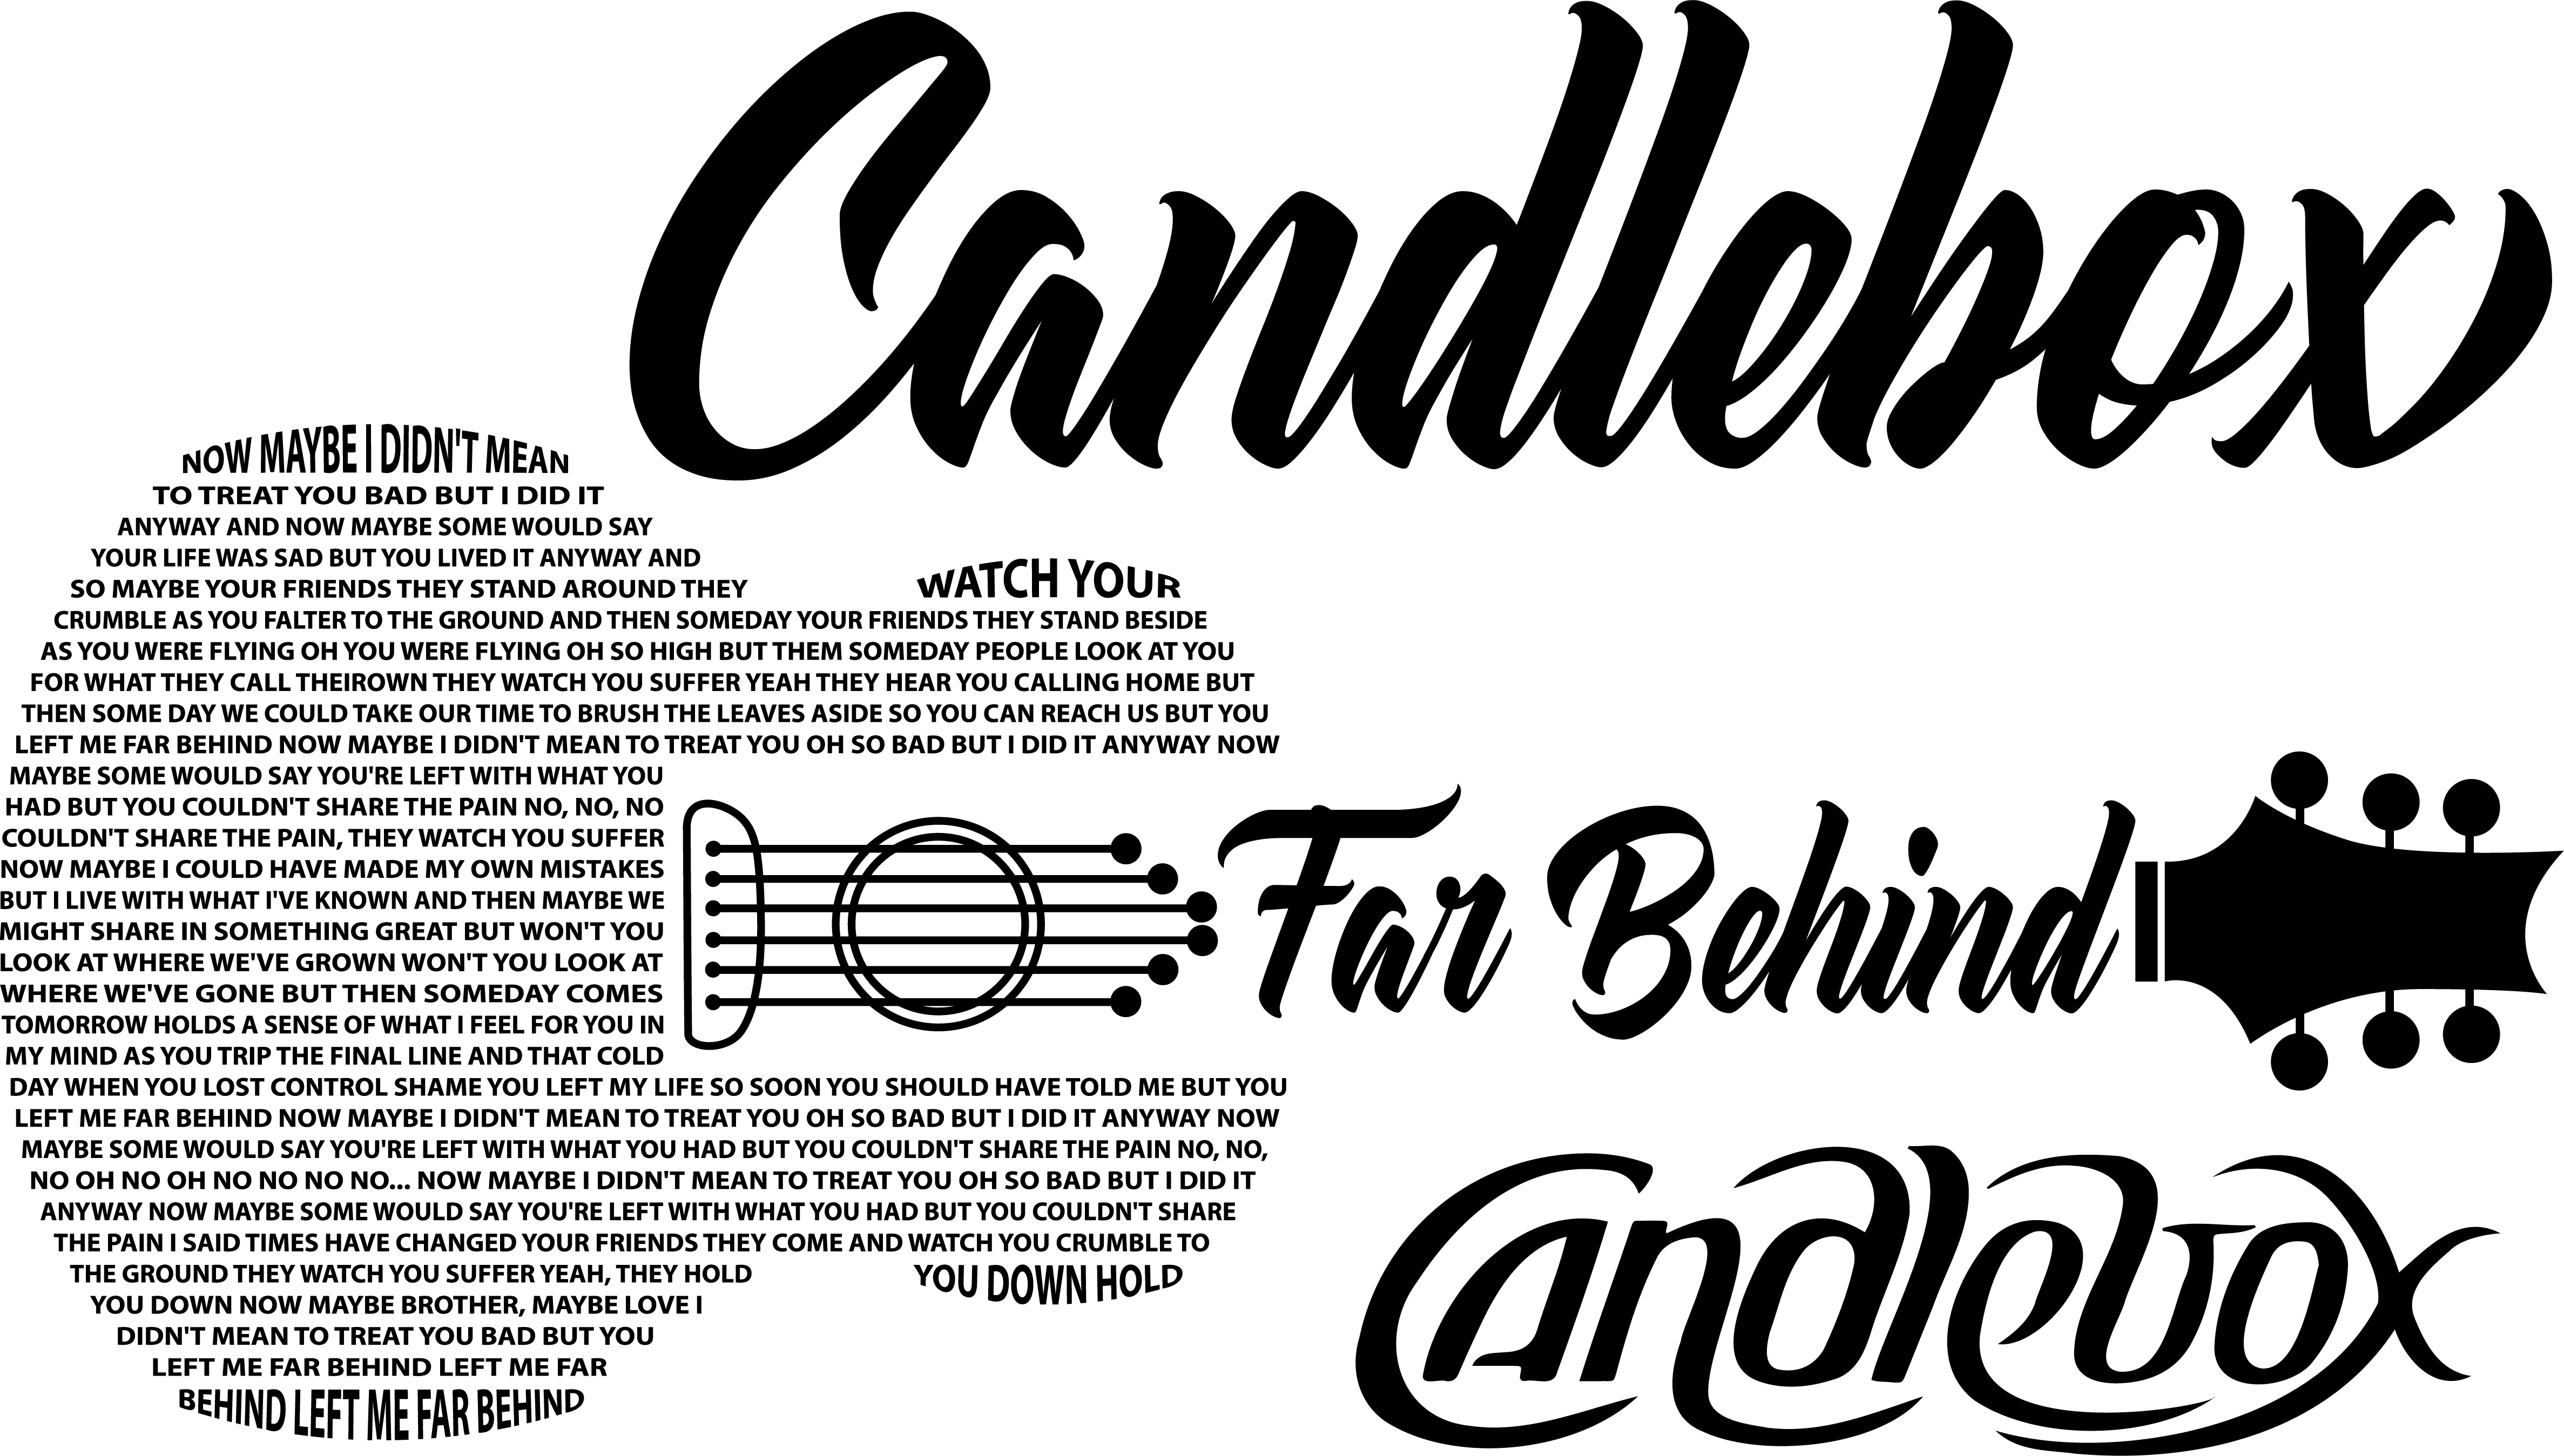 Candlebox
NOW MAYBE I DIDN'T MEAN
TO TREAT YOU BAD BUT I DID IT
ANYWAY AND NOW MAYBE SOME WOULD SAY
YOUR LIFE WAS SAD BUT YOU LIVED IT ANYWAY AND
SO MAYBE YOUR FRIENDS THEY STAND AROUND THEY
WATCH YOUR
CRUMBLE AS YOU FALTER TO THE GROUND AND THEN SOMEDAY YOUR FRIENDS THEY STAND BESIDE
AS YOU WERE FLYING OH YOU WERE FLYING OH SO HIGH BUT THEM SOMEDAY PEOPLE LOOK AT YOU
FOR WHAT THEY CALL THEIROWN THEY WATCH YOU SUFFER YEAH THEY HEAR YOU CALLING HOME BUT
THEN SOME DAY WE COULD TAKE OUR TIME TO BRUSH THE LEAVES ASIDE SO YOU CAN REACH US BUT YOU
LEFT ME FAR BEHIND NOW MAYBE I DIDN'T MEAN TO TREAT YOU OH SO BAD BUT I DID IT ANYWAY NOW
MAYBE SOME WOULD SAY YOU'RE LEFT WITH WHAT YOU
HAD BUT YOU COULDN'T SHARE THE PAIN NO, NO, NO
COULDN'T SHARE THE PAIN, THEY WATCH YOU SUFFER
NOW MAYBE I COULD HAVE MADE MY OWN MISTAKES
BUT I LIVE WITH WHAT I'VE KNOWN AND THEN MAYBE WE
MIGHT SHARE IN SOMETHING GREAT BUT WON'T YOU
LOOK AT WHERE WE'VE GROWN WON'T YOU LOOK AT
WHERE WE'VE GONE BUT THEN SOMEDAY COMES
TOMORROW HOLDS A SENSE OF WHAT I FEEL FOR YOU IN
MY MIND AS YOU TRIP THE FINAL LINE AND THAT COLD
Far Behind
DAY WHEN YOU LOST CONTROL SHAME YOU LEFT MY LIFE SO SOON YOU SHOULD HAVE TOLD ME BUT YOU
LEFT ME FAR BEHIND NOW MAYBE I DIDN'T MEAN TO TREAT YOU OH SO BAD BUT I DID IT ANYWAY NOW
MAYBE SOME WOULD SAY YOU'RE LEFT WITH WHAT YOU HAD BUT YOU COULDN'T SHARE THE PAIN NO, NO,
NO OH NO OH NO NO NO NO... NOW MAYBE I DIDN'T MEAN TO TREAT YOU OH SO BAD BUT I DID IT
ANYWAY NOW MAYBE SOME WOULD SAY YOU'RE LEFT WITH WHAT YOU HAD BUT YOU COULDN'T SHARE
THE PAIN I SAID TIMES HAVE CHANGED YOUR FRIENDS THEY COME AND WATCH YOU CRUMBLE TO
THE GROUND THEY WATCH YOU SUFFER YEAH, THEY HOLD
YOU DOWN HOLD
YOU DOWN NOW MAYBE BROTHER, MAYBE LOVE I
DIDN'T MEAN TO TREAT YOU BAD BUT YOU
LEFT ME FAR BEHIND LEFT ME FAR
BEHIND LEFT ME FAR BEHIND
Candlebox